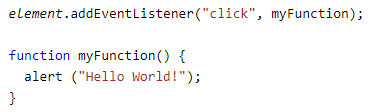 element.addEventListener("click", myFunction);
function myFunction() {
  alert ("Hello World!");
}